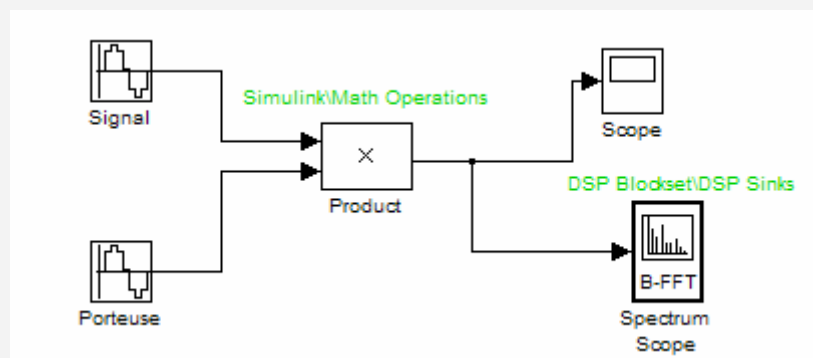 Signal
Simulink\Math Operations
×
Product
Scope
DSP Blockset\DSP Sinks
B-FFT
Spectrum
Scope
Porteuse